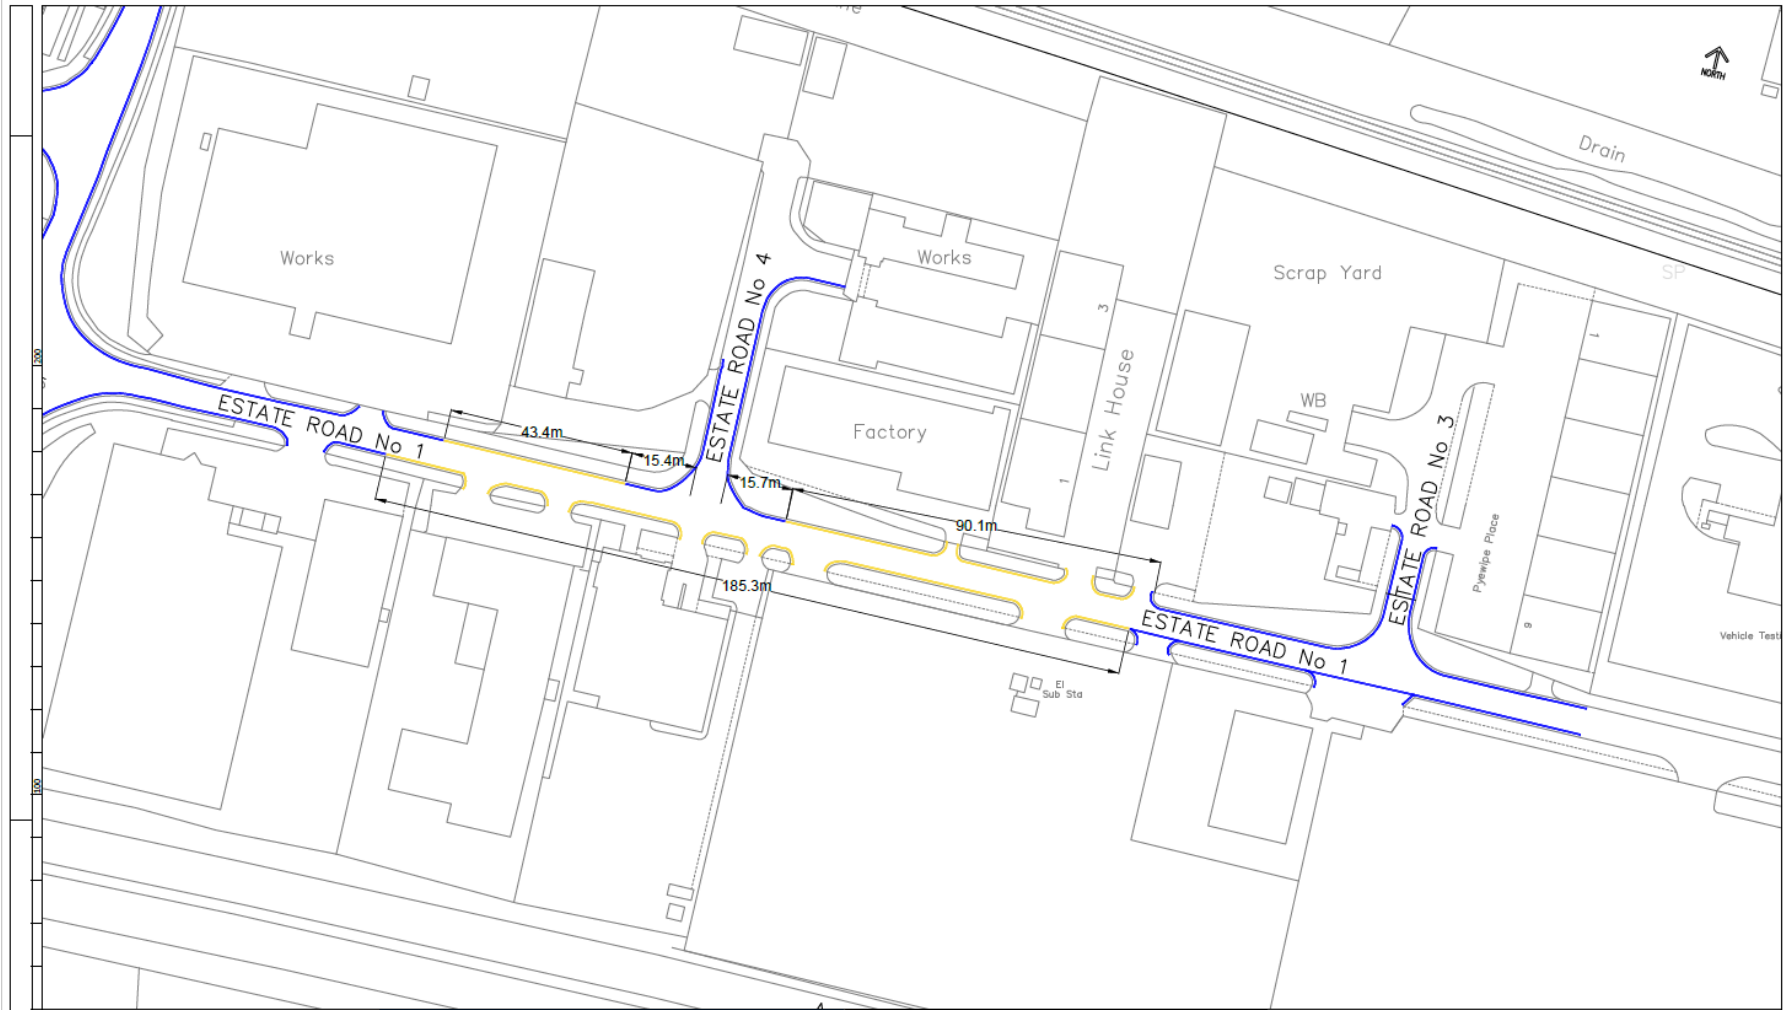 NORTH
Drain
Works
Works
Scrap Yard
SP
ESTATE ROAD No 4
3
1
Link House
1
200
WB
ESTATE ROAD No 1
43.4m
15.4m
Factory
ESTATE ROAD No 3
15.7m
90.1m
1
Pyewipe Place
185.3m
ESTATE ROAD No 1
9
Vehicle Testi
El
Sub Sta
100